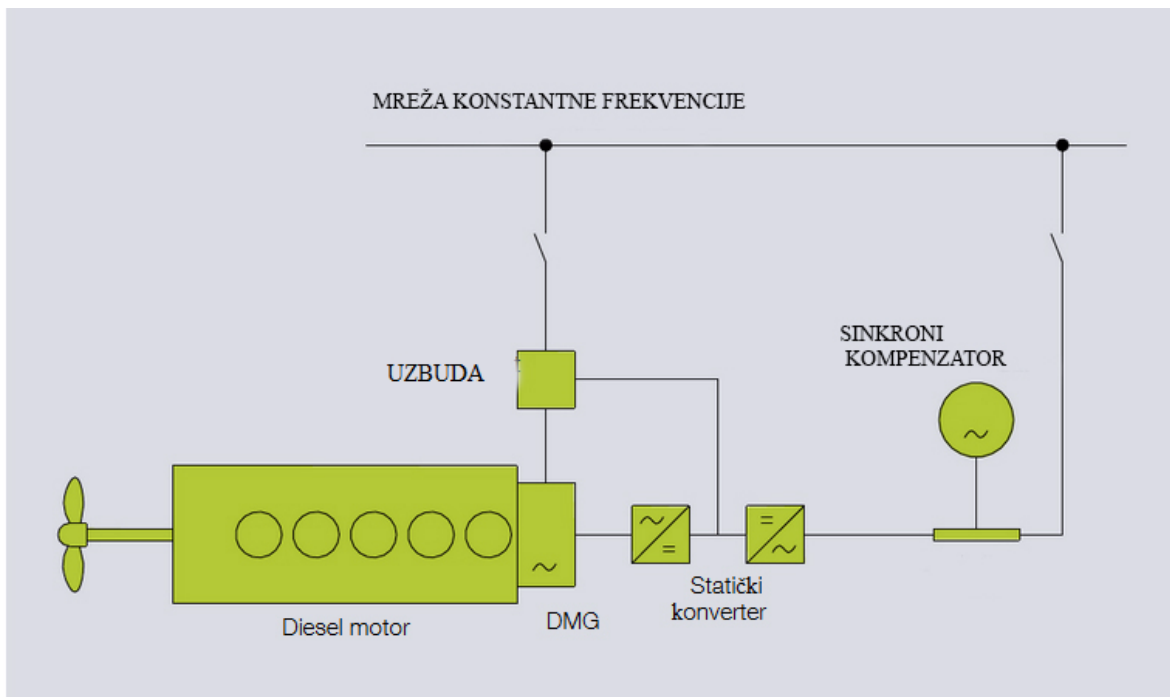 MREŽA KONSTANTNE FREKVENCIJE
SINKRONI
KOMPENZATOR
UZBUDA
Statički
konverter
DMG
Diesel motor